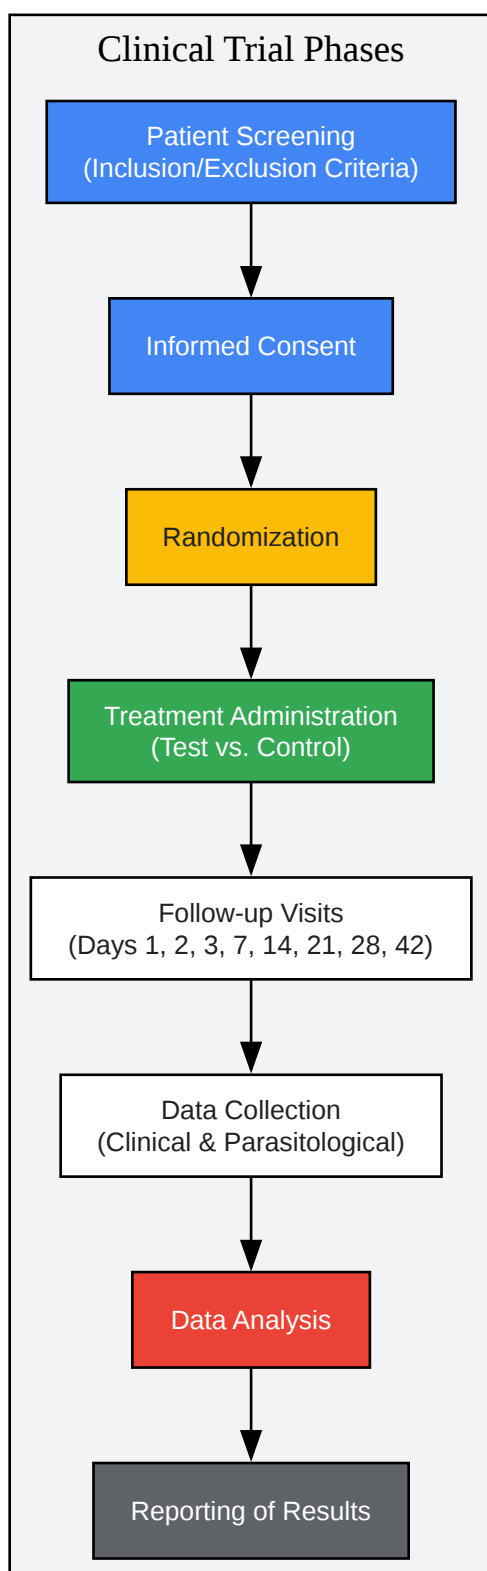 Clinical Trial Phases
Patient Screening
(Inclusion/Exclusion Criteria)
Informed Consent
Randomization
Treatment Administration
(Test vs. Control)
Follow-up Visits
(Days 1, 2, 3, 7, 14, 21, 28, 42)
Data Collection
(Clinical & Parasitological)
Data Analysis
Reporting of Results